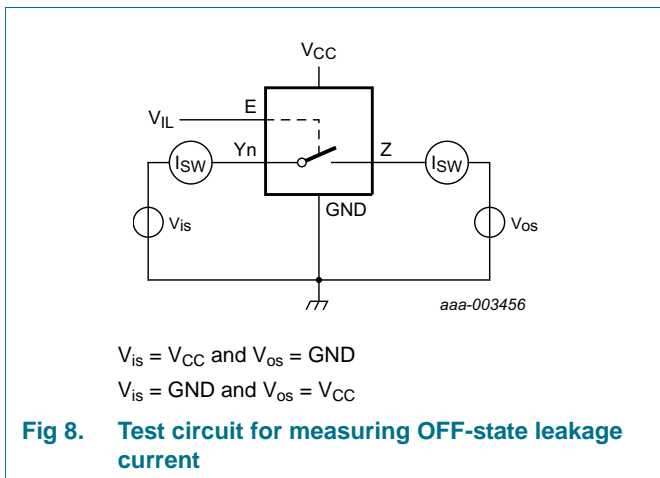 VCC
E
VIL
Yn
Z
ISW
ISW
GND
Vis
Vos
aaa-003456
Vis = VCC and Vos = GND
Vis = GND and Vos = VCC
Fig 8. Test circuit for measuring OFF-state leakage
current